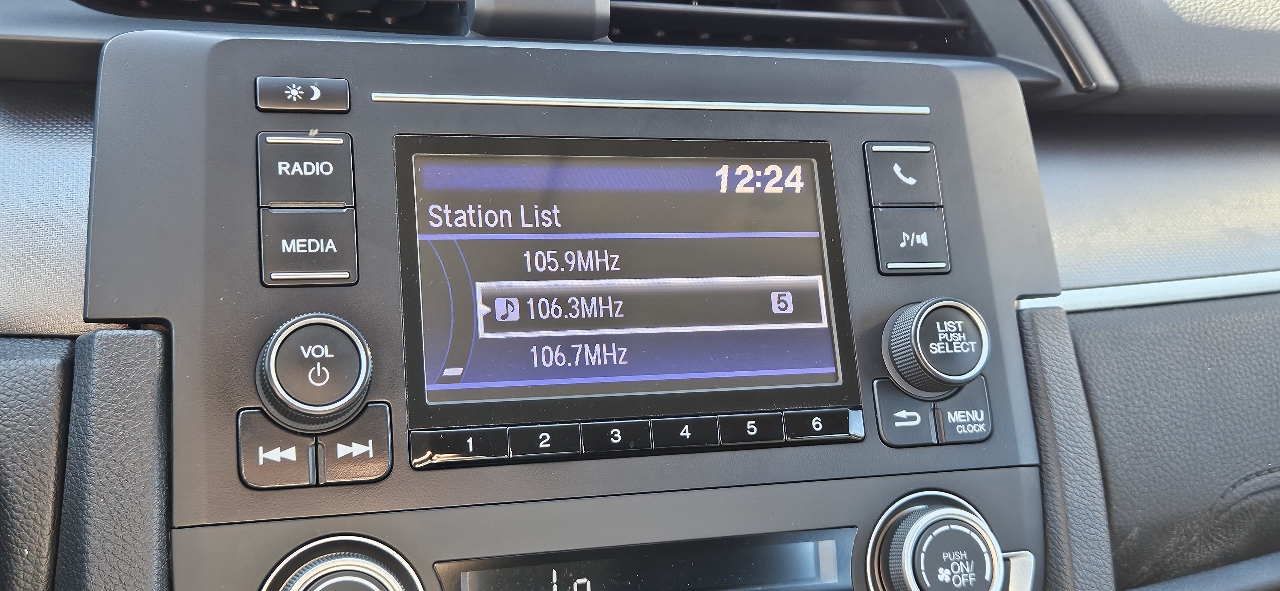 RADIO
MEDIA
VOL
12:24
Station List
105.9MHz
106.3MHz 5
106.7MHz
1 2 3 4 5 6
LIST
PUSH
SELECT
MENU
CLOCK
Lo
PUSH
ON/
OFF